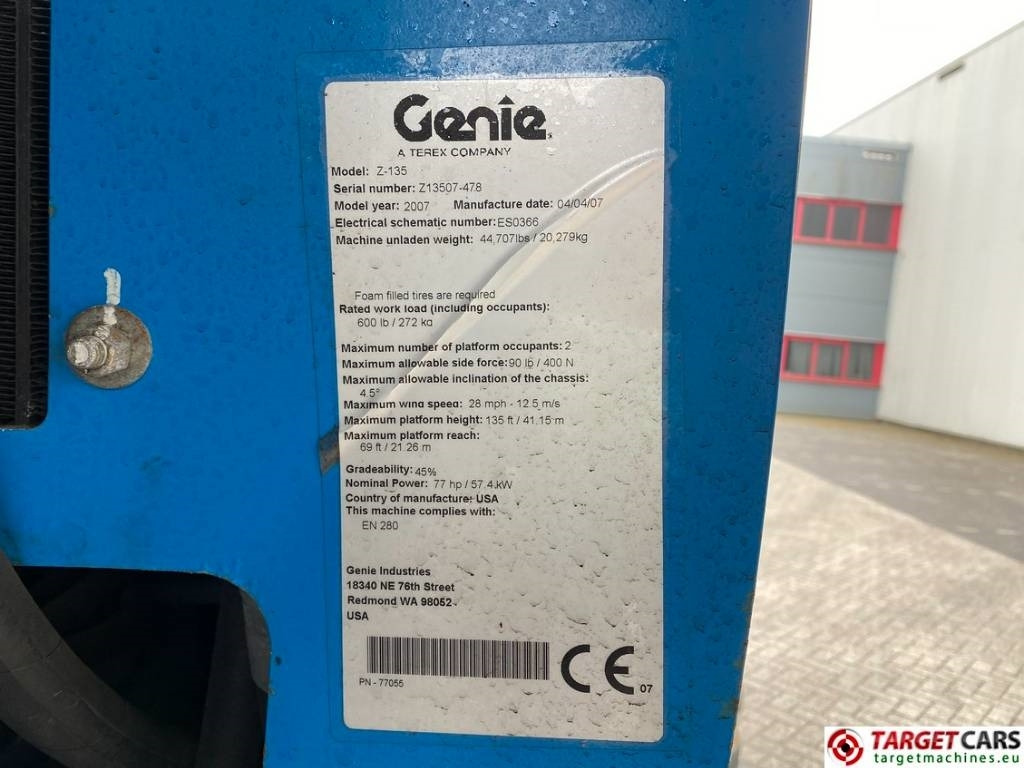 Genie
A TEREX COMPANY
Model: Z-135
Serial number: Z13507-478
Model year: 2007 Manufacture date: 04/04/07
Electrical schematic number: ES0366
Machine unladen weight: 44,707lbs / 20,279kg
Foam filled tires are required
Rated work load (including occupants):
600 lb / 272 kg
Maximum number of platform occupants: 2
Maximum allowable side force: 90 lb / 400 N
Maximum allowable inclination of the chassis:
4.5°
Maximum wind speed: 28 mph - 12.5 m/s
Maximum platform height: 135 ft / 41.15 m
Maximum platform reach:
69 ft / 21.26 m
Gradeability: 45%
Nominal Power: 77 hp / 57.4 kW
Country of manufacture: USA
This machine complies with:
EN 280
Genie Industries
18340 NE 76th Street
Redmond WA 98052
USA
PN - 77055
CE 07
TARGETCARS
targetmachines.eu